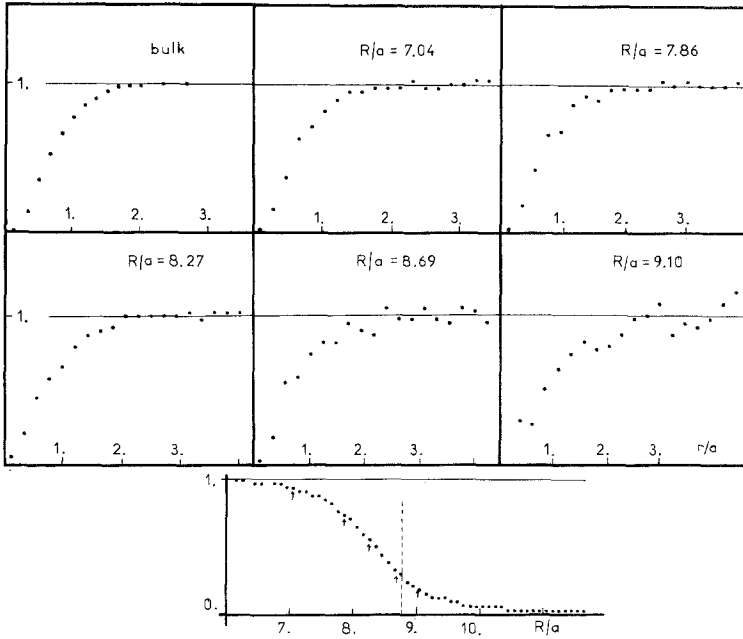 bulk
R/a = 7.04
R/a = 7.86
1.
1. 2. 3.
1. 2. 3.
1. 2. 3.
R/a = 8.27
R/a = 8.69
R/a = 9.10
1.
1. 2. 3.
1. 2. 3.
1. 2. 3. r/a
1.
0.
7. 8. 9. 10. R/a